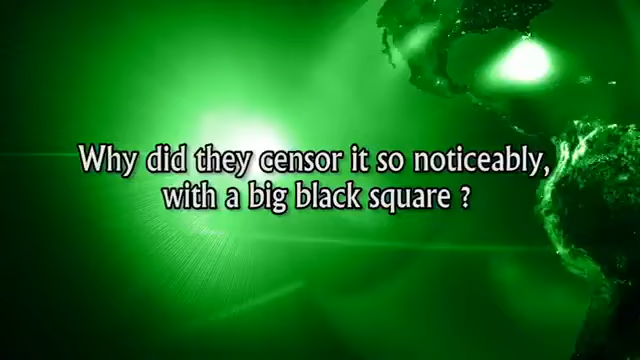 Why did they censor it so noticeably,
with a big black square ?